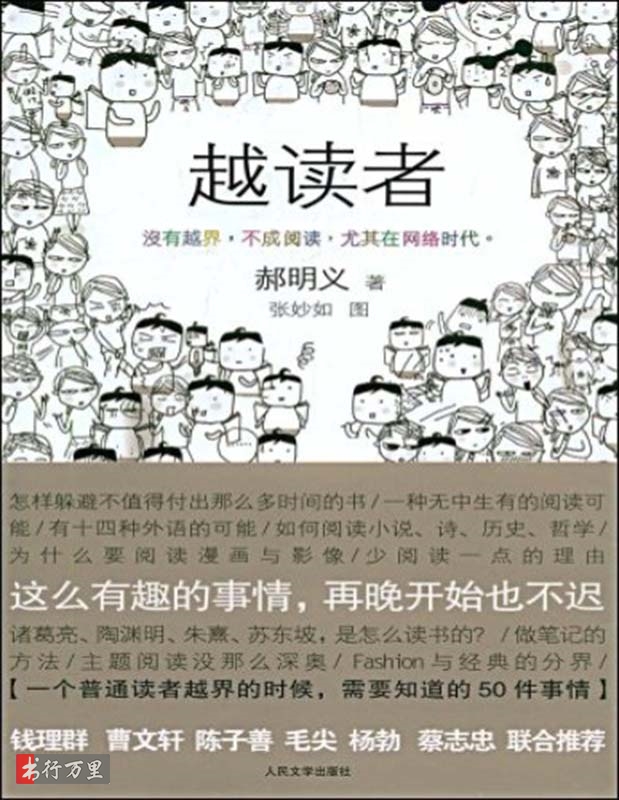 越读者
沒有越界，不成阅读，尤其在网络时代。
郝明义 著
张妙如 图
怎样躲避不值得付出那么多时间的书/一种无中生有的阅读可
能/有十四种外语的可能/如何阅读小说、诗、历史、哲学/
为什么要阅读漫画与影像/少阅读一点的理由
这么有趣的事情，再晚开始也不迟
诸葛亮、陶渊明、朱熹、苏东坡，是怎么读书的？/做笔记的
方法/主题阅读没那么深奥/Fashion与经典的分界/
【一个普通读者越界的时候，需要知道的50件事情】
钱理群 曹文轩 陈子善 毛尖 杨勃 蔡志忠 联合推荐
书行万里
人民文学出版社